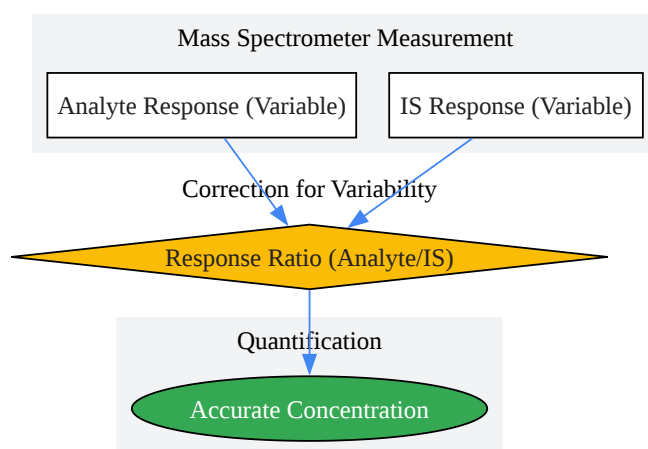 Mass Spectrometer Measurement
Analyte Response (Variable)
IS Response (Variable)
Correction for Variability
Response Ratio (Analyte/IS)
Quantification
Accurate Concentration